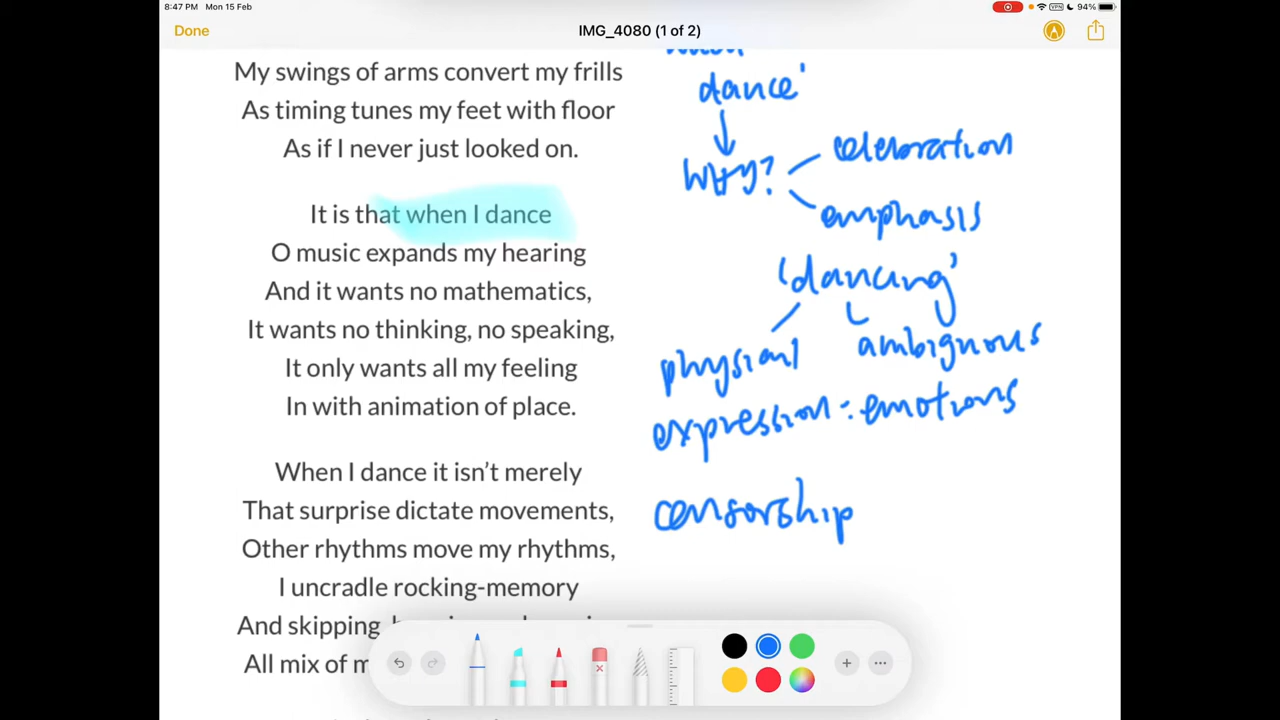 8:47 PM Mon 15 Feb
VPN 94%
Done
IMG_4080 (1 of 2)
My swings of arms convert my frills
As timing tunes my feet with floor
As if I never just looked on.
It is that when I dance
O music expands my hearing
And it wants no mathematics,
It wants no thinking, no speaking,
It only wants all my feeling
In with animation of place.
When I dance it isn't merely
That surprise dictate movements,
Other rhythms move my rhythms,
I uncradle rocking-memory
And skipping
All mix of m
dance'
WHY?
celebration
emphasis
'dancing'
physical
ambiguous
expression : emotions
censorship